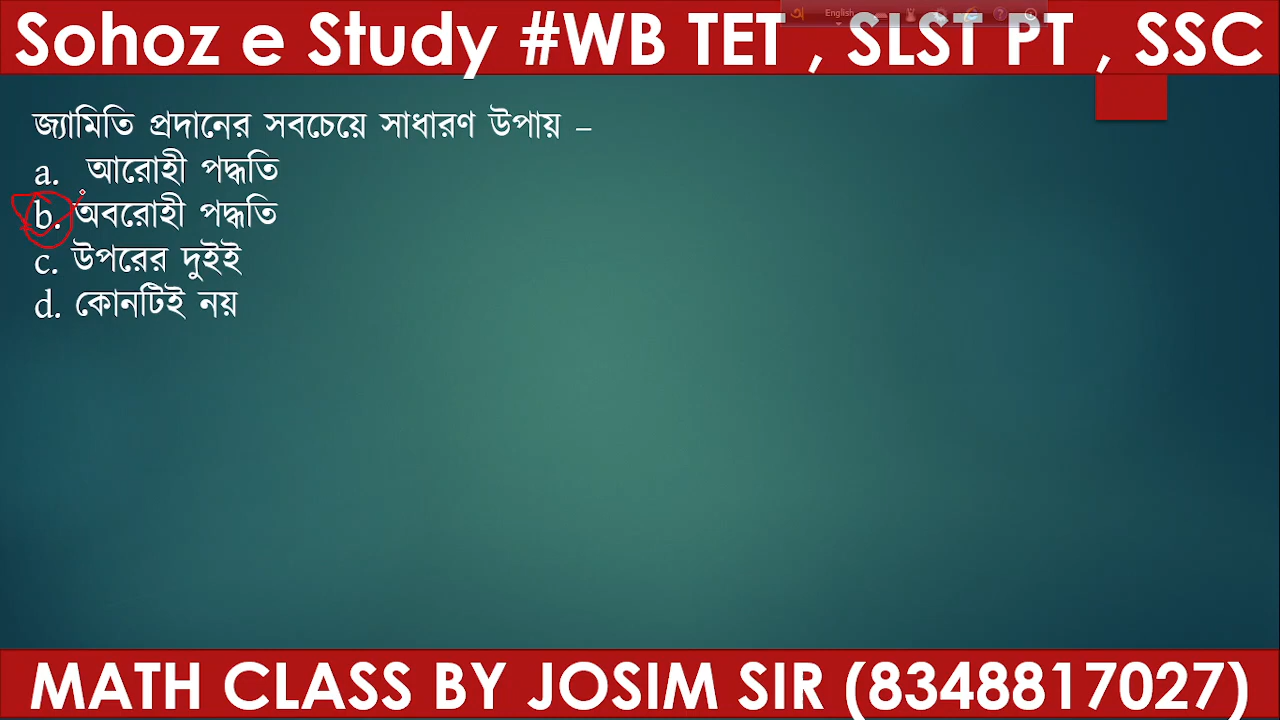 Sohoz e Study #WB TET , SLST PT , SSC
English
জ্যামিতি প্রদানের সবচেয়ে সাধারণ উপায় –
a. আরোহী পদ্ধতি
b. অবরোহী পদ্ধতি
c. উপরের দুইই
d. কোনটিই নয়
MATH CLASS BY JOSIM SIR (8348817027)